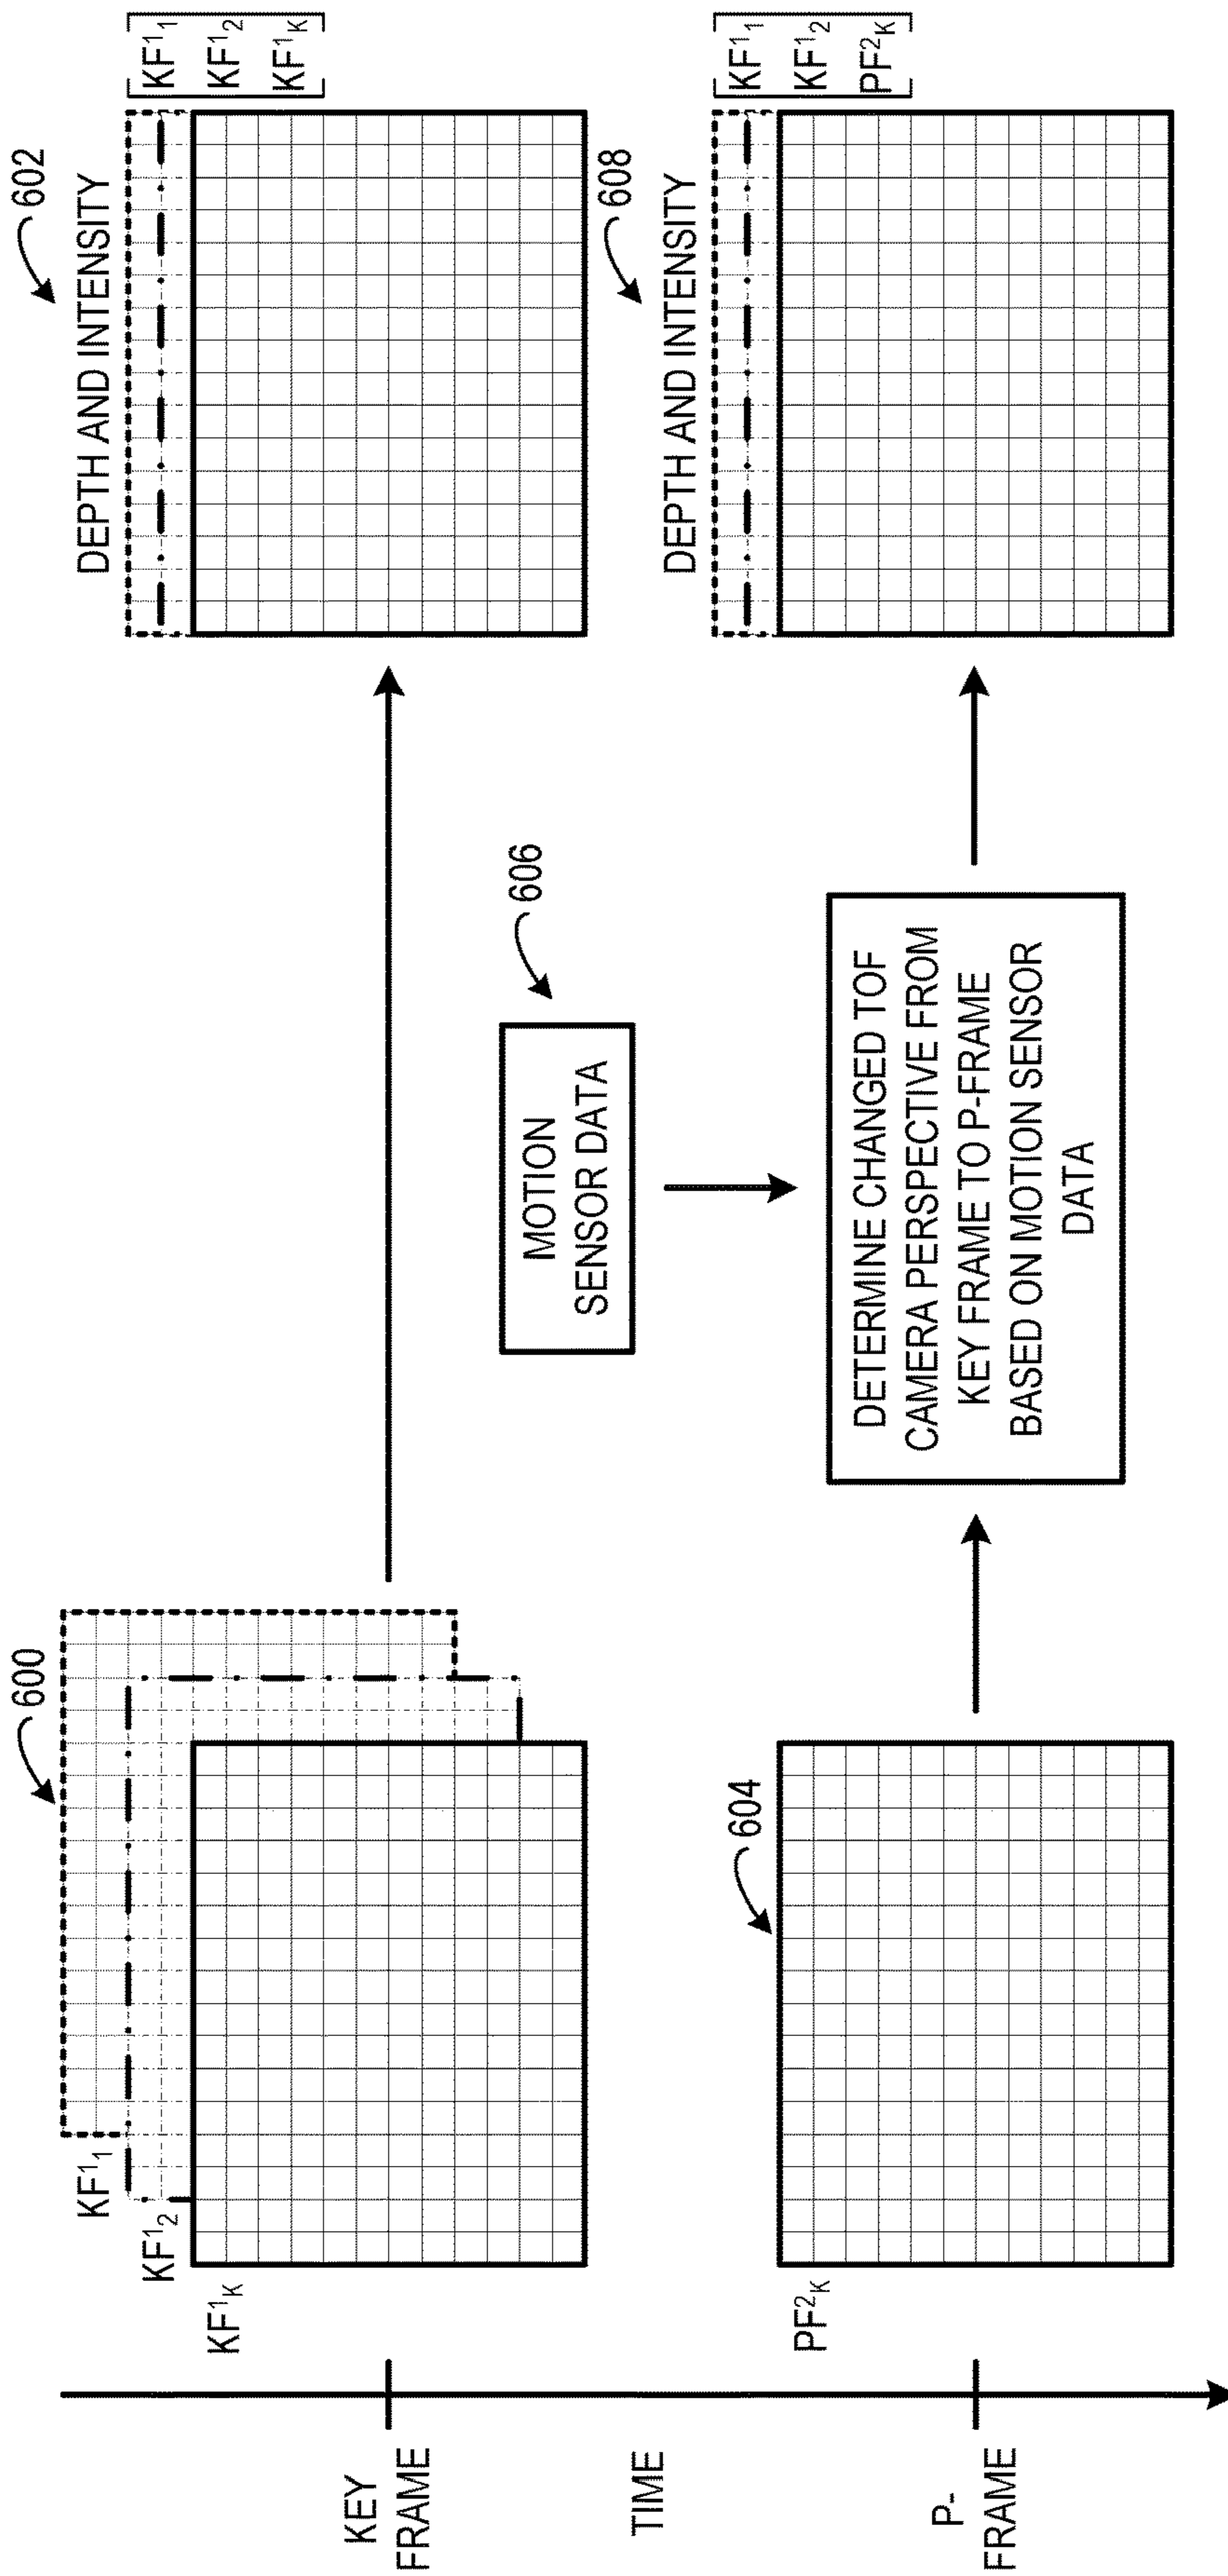 600
KF¹₁
KF¹₂
KF¹K
602
DEPTH AND INTENSITY
KF¹₁
KF¹₂
KF¹K
KEY
FRAME
TIME
606
MOTION
SENSOR DATA
P-
FRAME
PF²K
604
DETERMINE CHANGED TOF
CAMERA PERSPECTIVE FROM
KEY FRAME TO P-FRAME
BASED ON MOTION SENSOR
DATA
608
DEPTH AND INTENSITY
KF¹₁
KF¹₂
PF²K